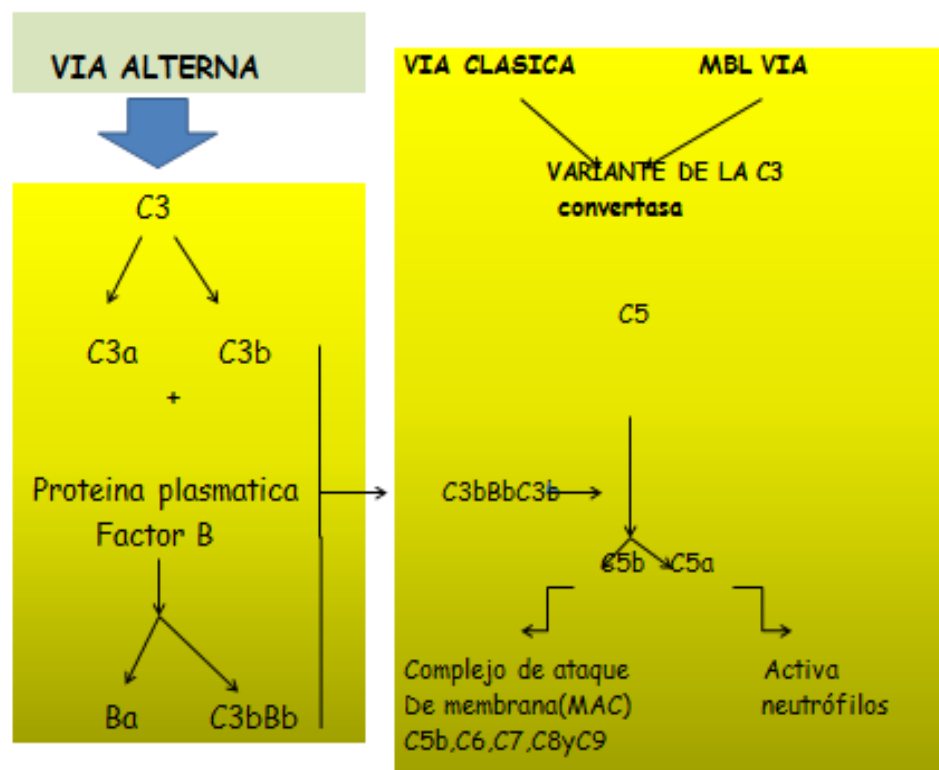 VIA ALTERNA
C3
C3a C3b
+
Proteina plasmatica
Factor B
Ba C3bBb
VIA CLASICA MBL VIA
VARIANTE DE LA C3
convertasa
C5
C3bBbC3b
C5b C5a
Complejo de ataque
De membrana(MAC)
C5b,C6,C7,C8yC9
Activa
neutrófilos